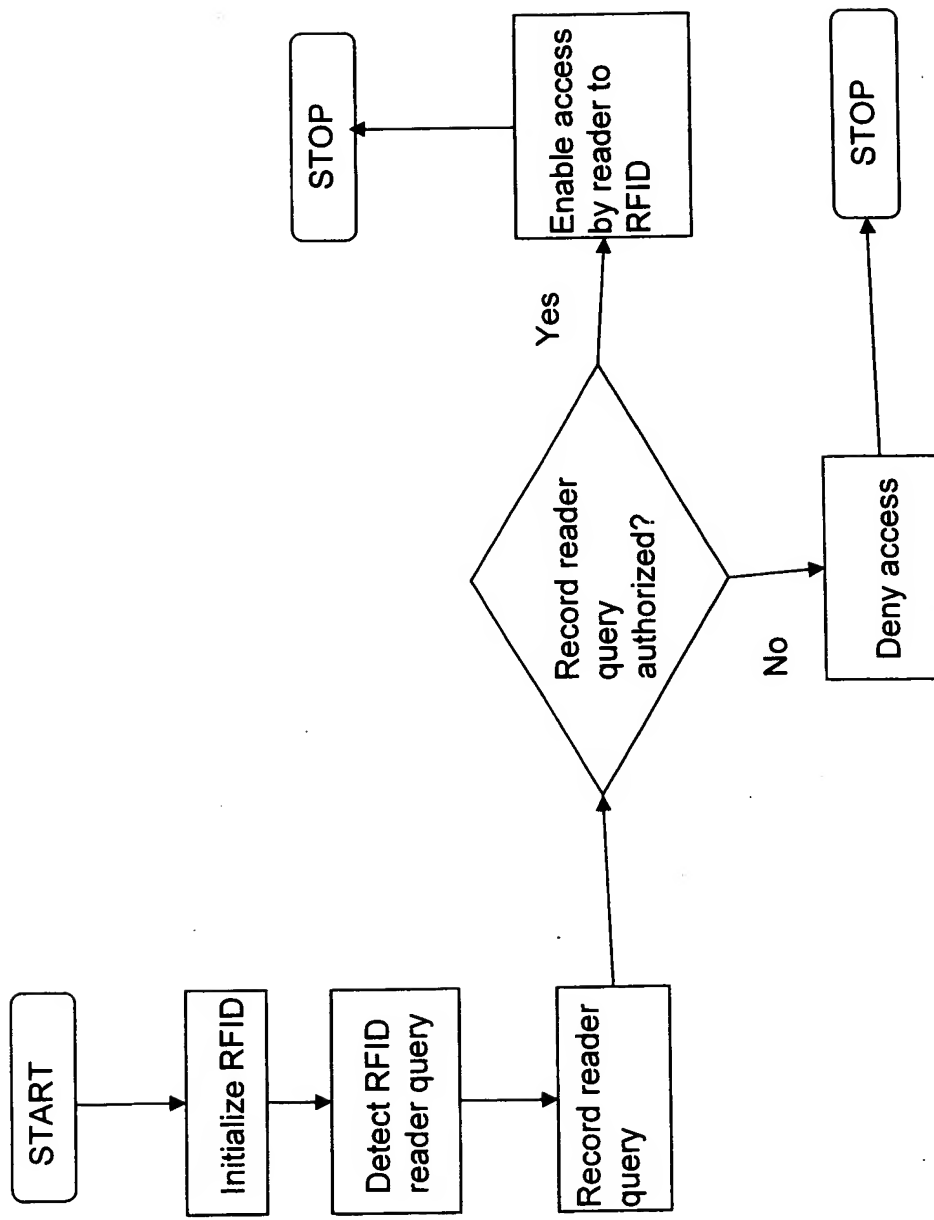 START
Initialize RFID
Detect RFID
reader query
Record reader
query
Record reader
query
authorized?
Yes
Enable access
by reader to
RFID
STOP
No
Deny access
STOP